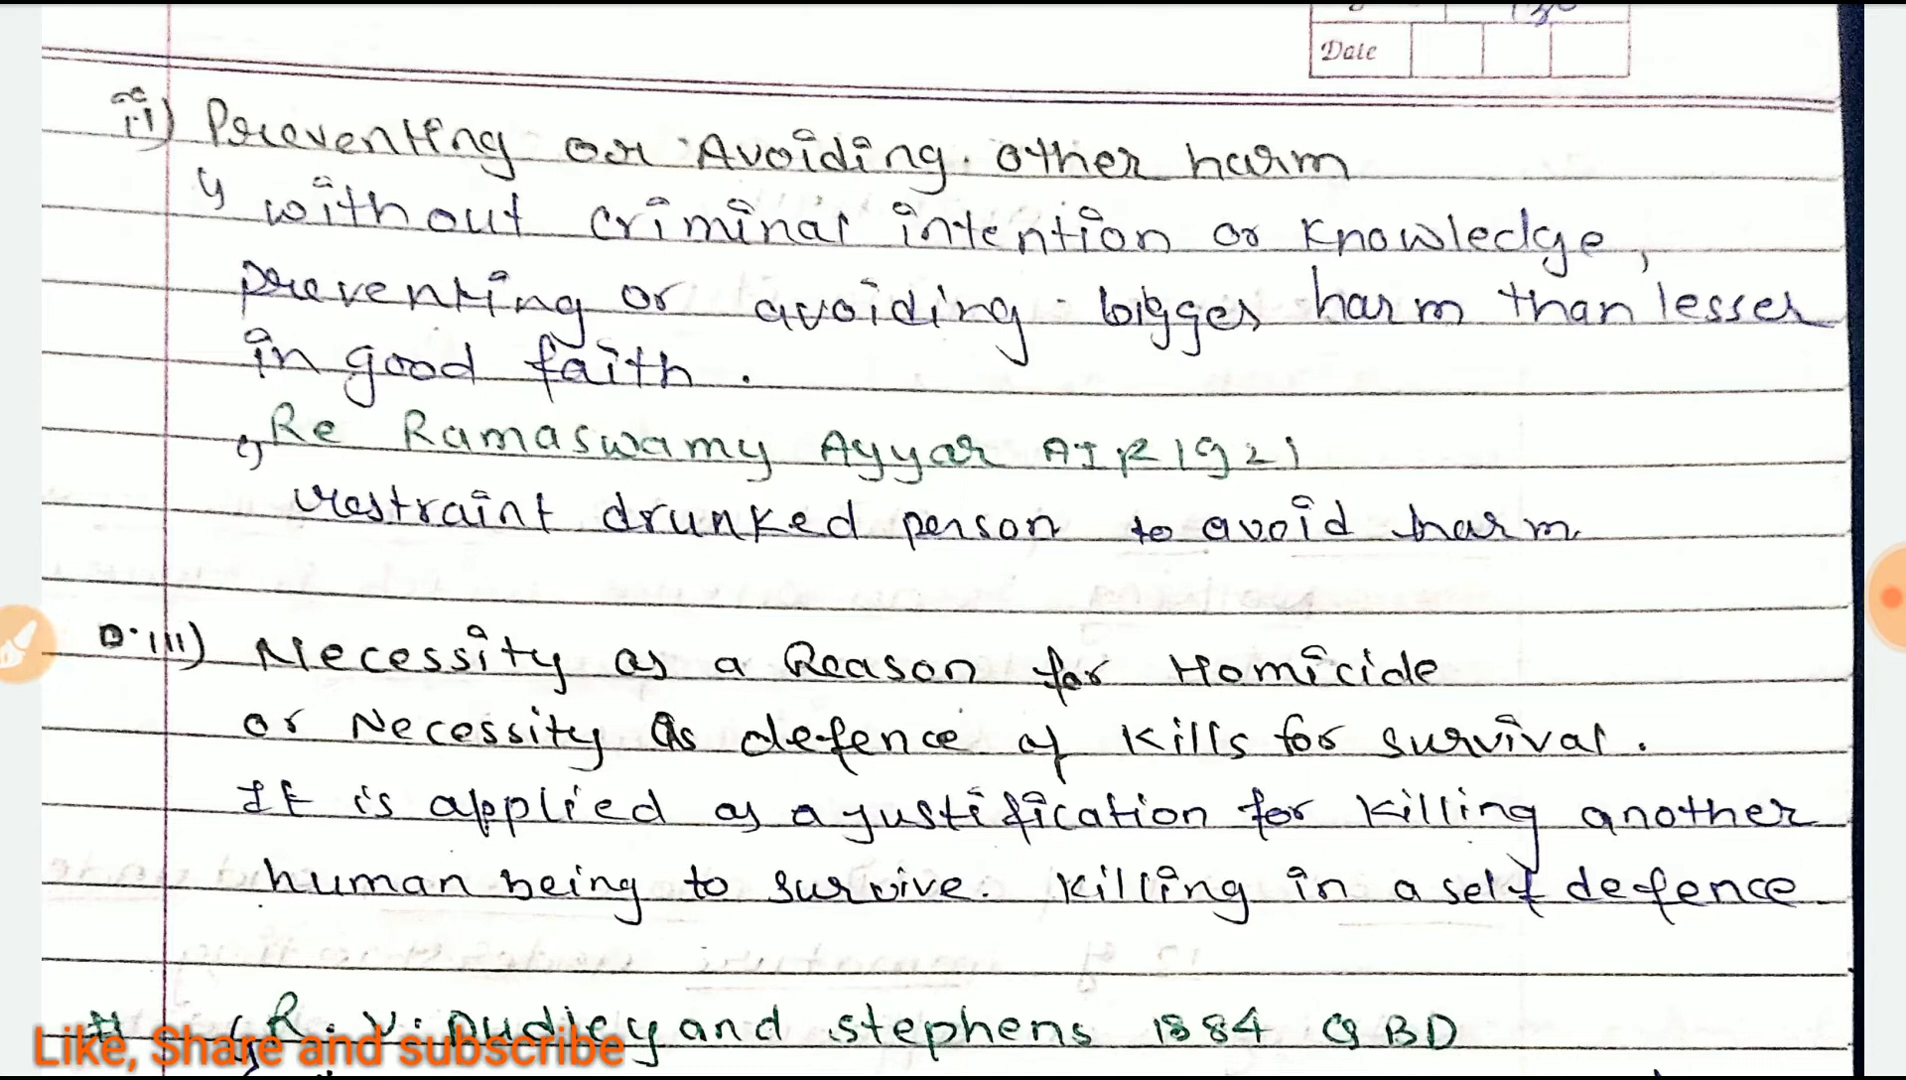 Date
ii) Preventing or Avoiding other harm
↳ without criminal intention or Knowledge,
preventing or avoiding bigger harm than lesser
in good faith.
↳ Re Ramaswamy Ayyar AIR 1921
restraint drunked person to avoid harm
iii) Necessity as a Reason for Homicide
or Necessity as defence of Kills for survival.
It is applied as a justification for killing another
human being to survive. Killing in a self defence
↳ R. V. Dudley and stephens 1884 QBD
Like, Share and subscribe